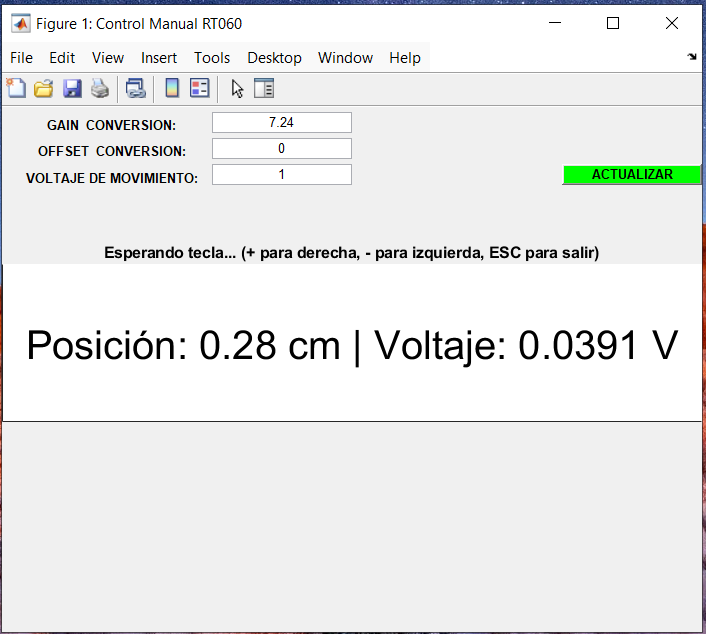 Figure 1: Control Manual RT060
File Edit View Insert Tools Desktop Window Help
GAIN CONVERSION: 7.24
OFFSET CONVERSION: 0
VOLTAJE DE MOVIMIENTO: 1 ACTUALIZAR
Esperando tecla... (+ para derecha, - para izquierda, ESC para salir)
Posición: 0.28 cm | Voltaje: 0.0391 V